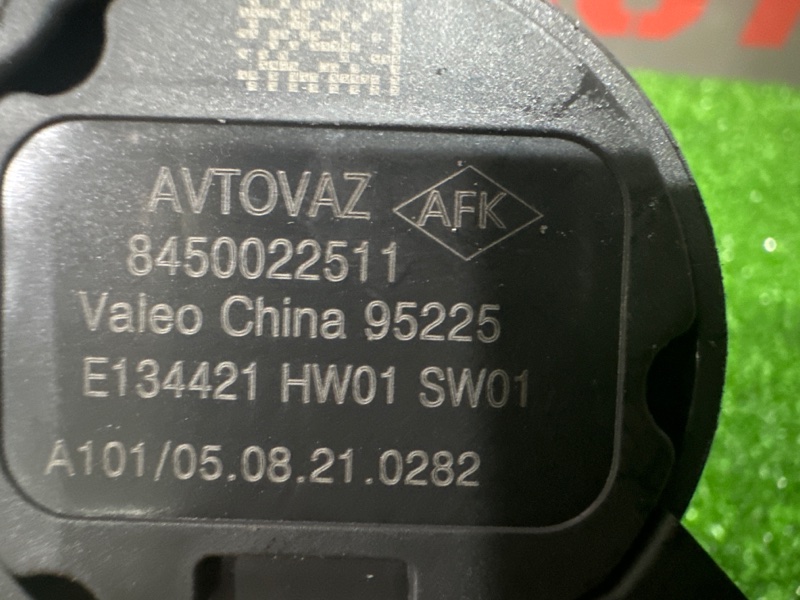 AVTOVAZ AFK
8450022511
Valeo China 95225
E134421 HW01 SW01
A101/05.08.21.0282